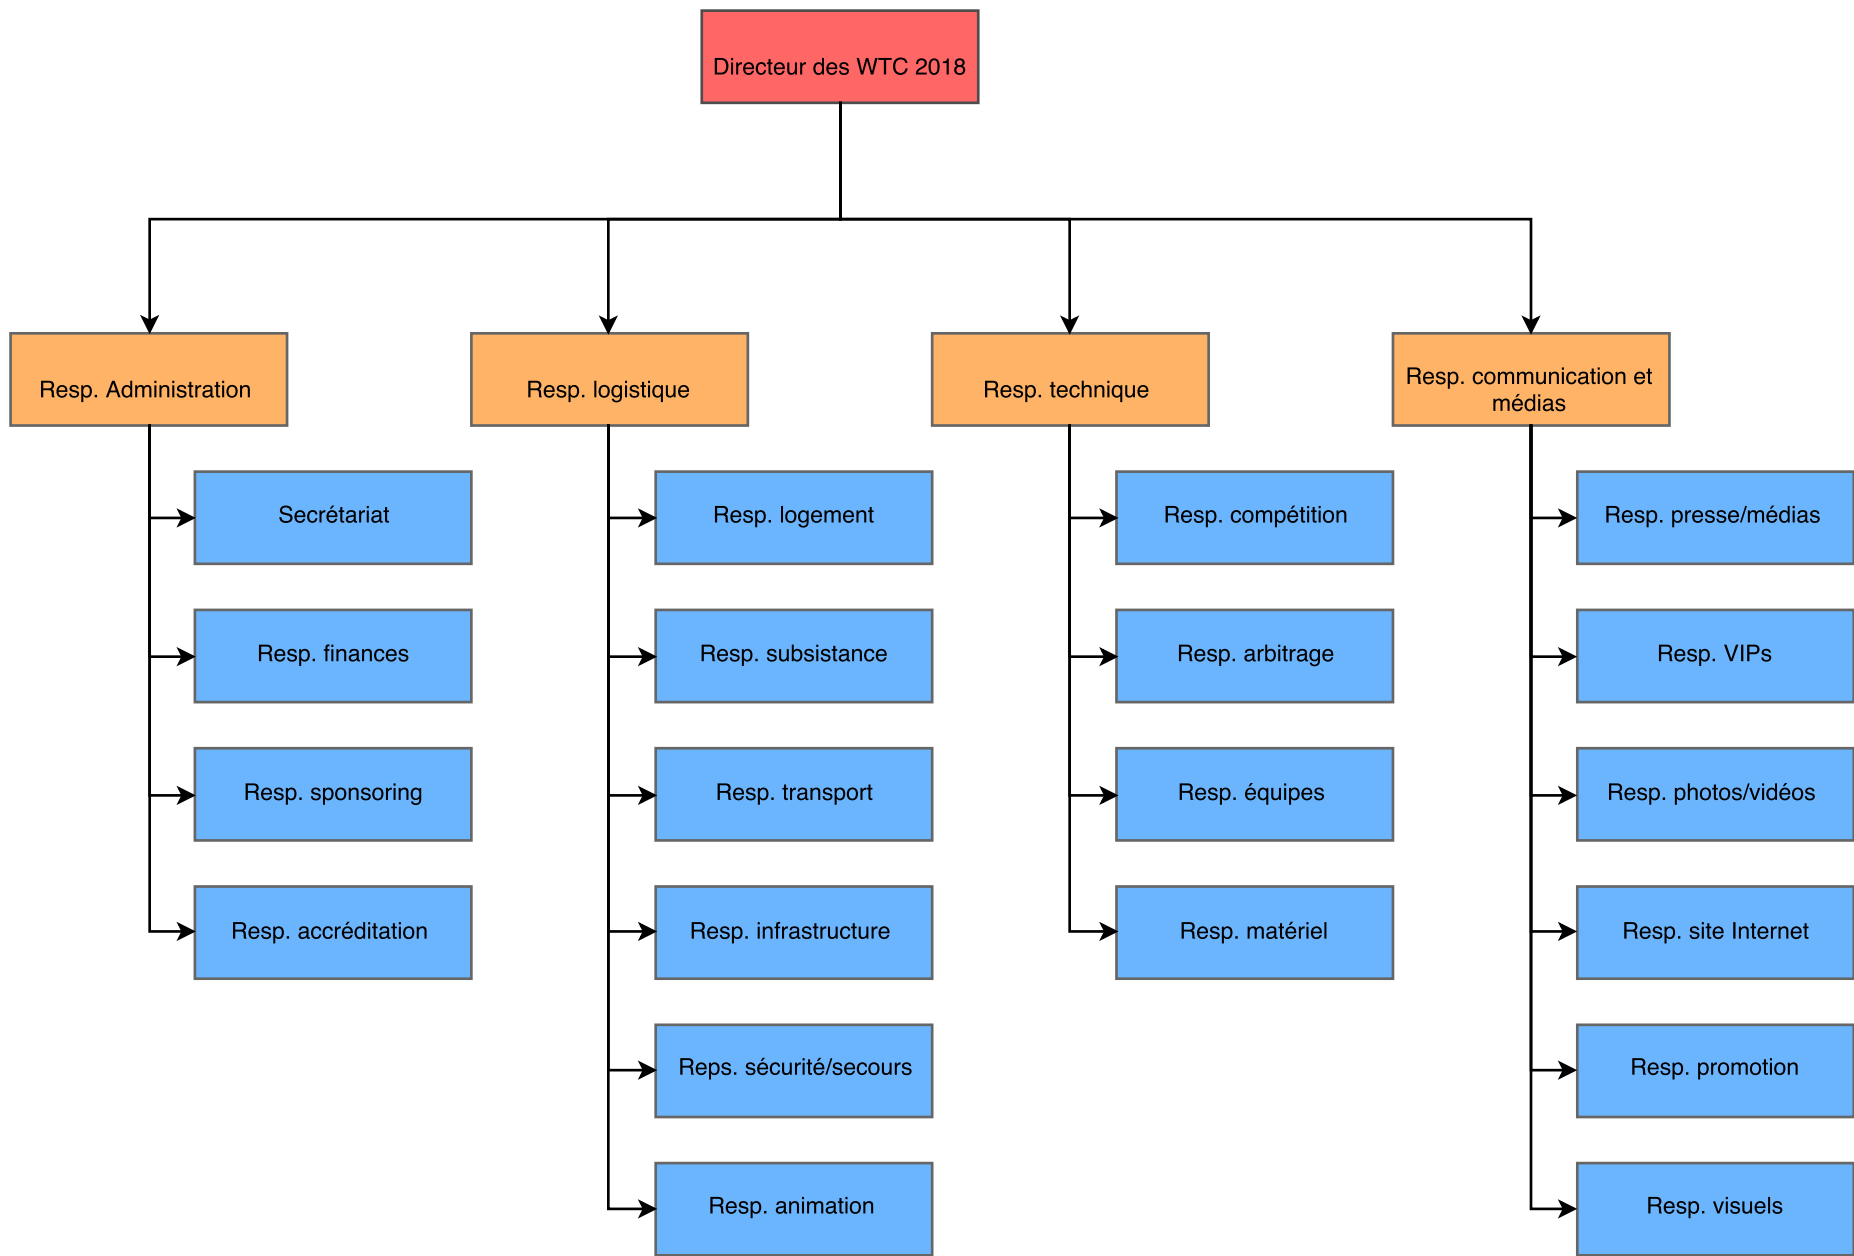 Directeur des WTC 2018
Resp. Administration
Resp. logistique
Resp. technique
Resp. communication et
médias
Secrétariat
Resp. logement
Resp. compétition
Resp. presse/médias
Resp. finances
Resp. subsistance
Resp. arbitrage
Resp. VIPs
Resp. sponsoring
Resp. transport
Resp. équipes
Resp. photos/vidéos
Resp. accréditation
Resp. infrastructure
Resp. matériel
Resp. site Internet
Reps. sécurité/secours
Resp. promotion
Resp. animation
Resp. visuels